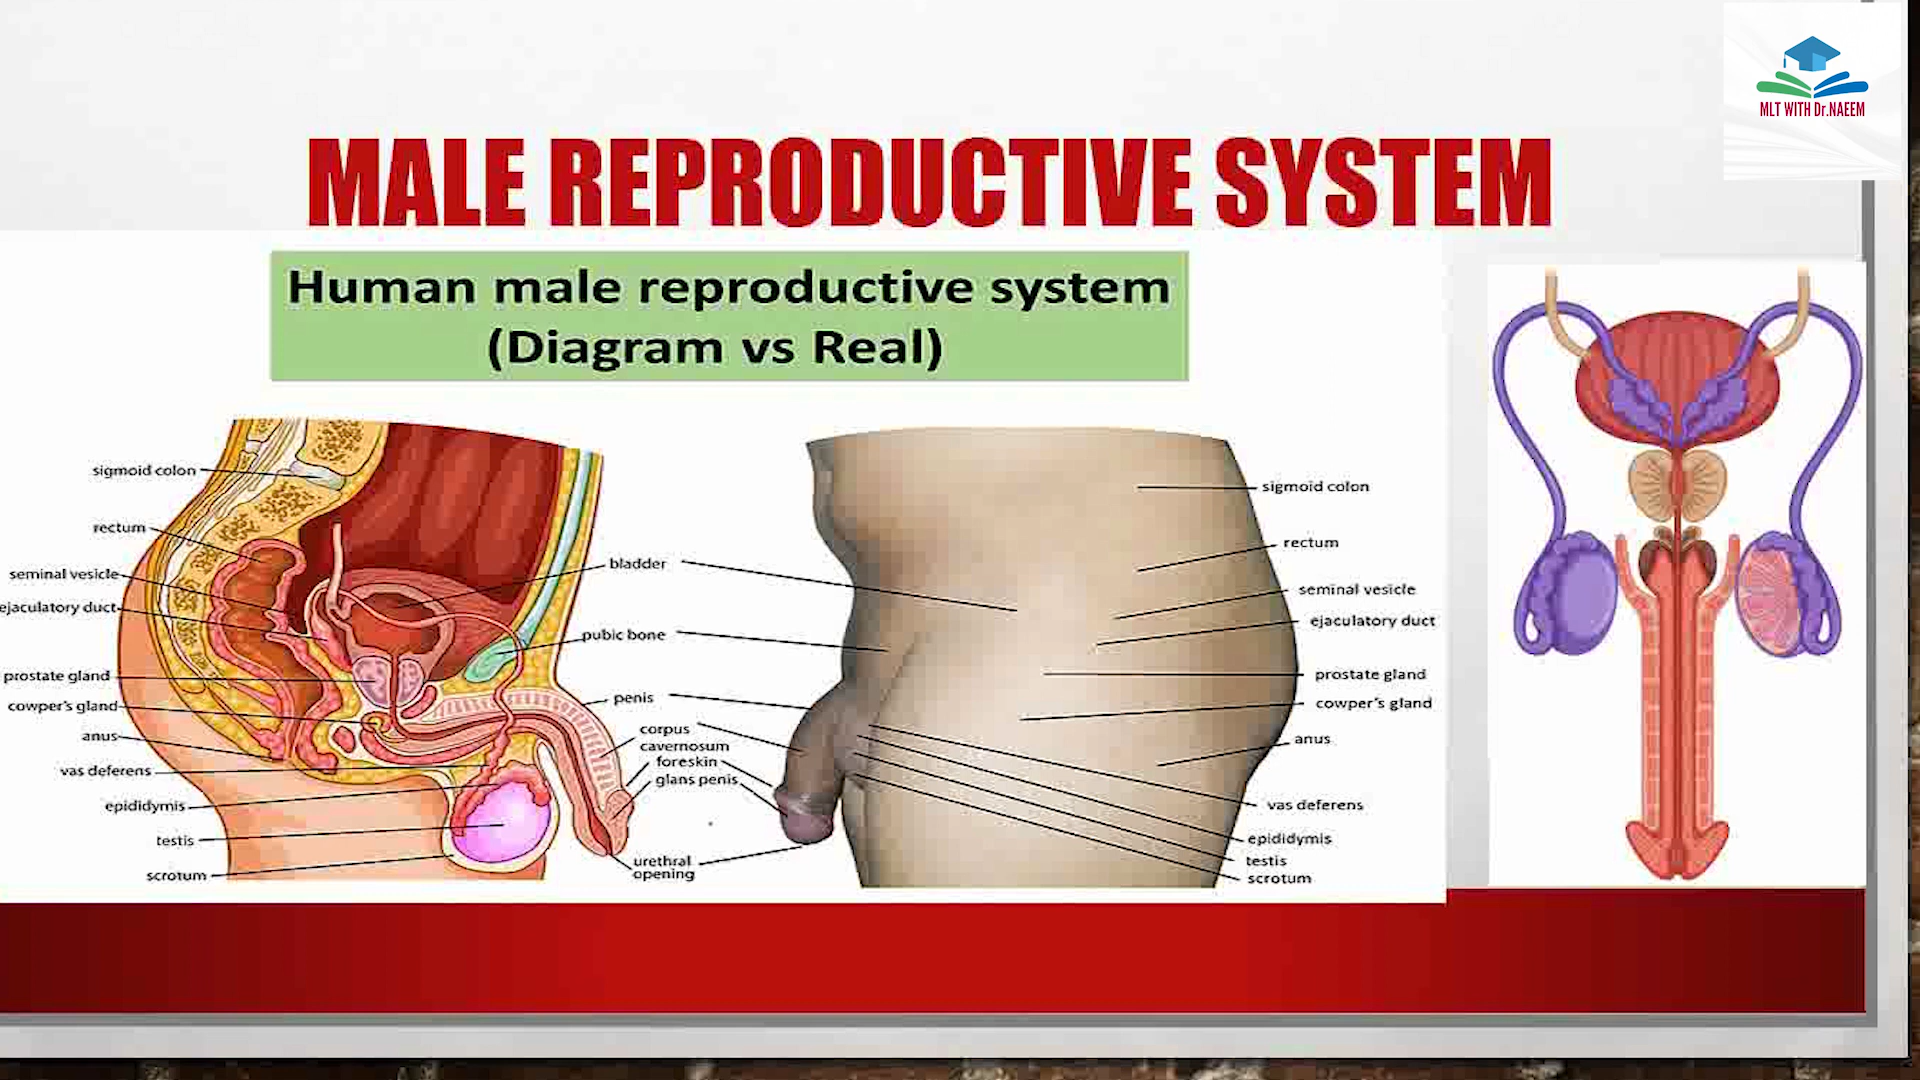 MLT WITH Dr.NAEEM
MALE REPRODUCTIVE SYSTEM
Human male reproductive system
(Diagram vs Real)
sigmoid colon
rectum
seminal vesicle
ejaculatory duct
prostate gland
cowper's gland
anus
vas deferens
epididymis
testis
scrotum
bladder
pubic bone
penis
corpus
cavernosum
foreskin
glans penis
urethral
opening
sigmoid colon
rectum
seminal vesicle
ejaculatory duct
prostate gland
cowper's gland
anus
vas deferens
epididymis
testis
scrotum